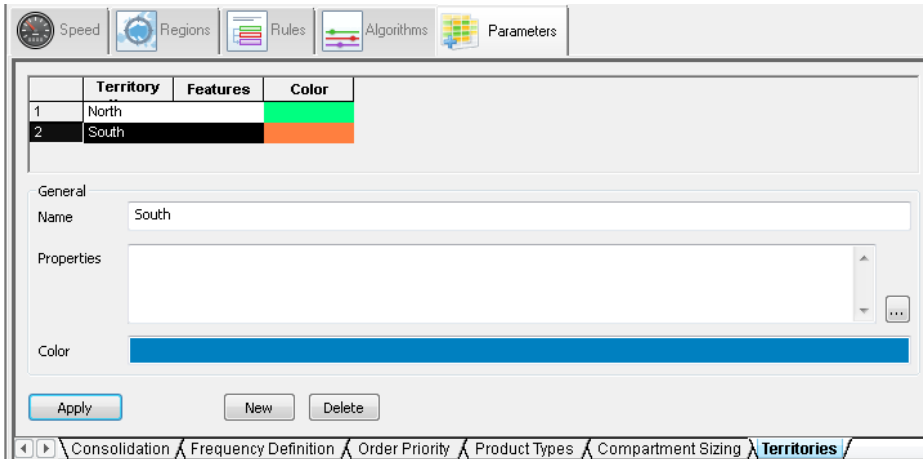 Speed Regions Rules Algorithms Parameters
Territory Features Color
1 North
2 South
General
Name South
Properties
...
Color
Apply New Delete
Consolidation Frequency Definition Order Priority Product Types Compartment Sizing Territories